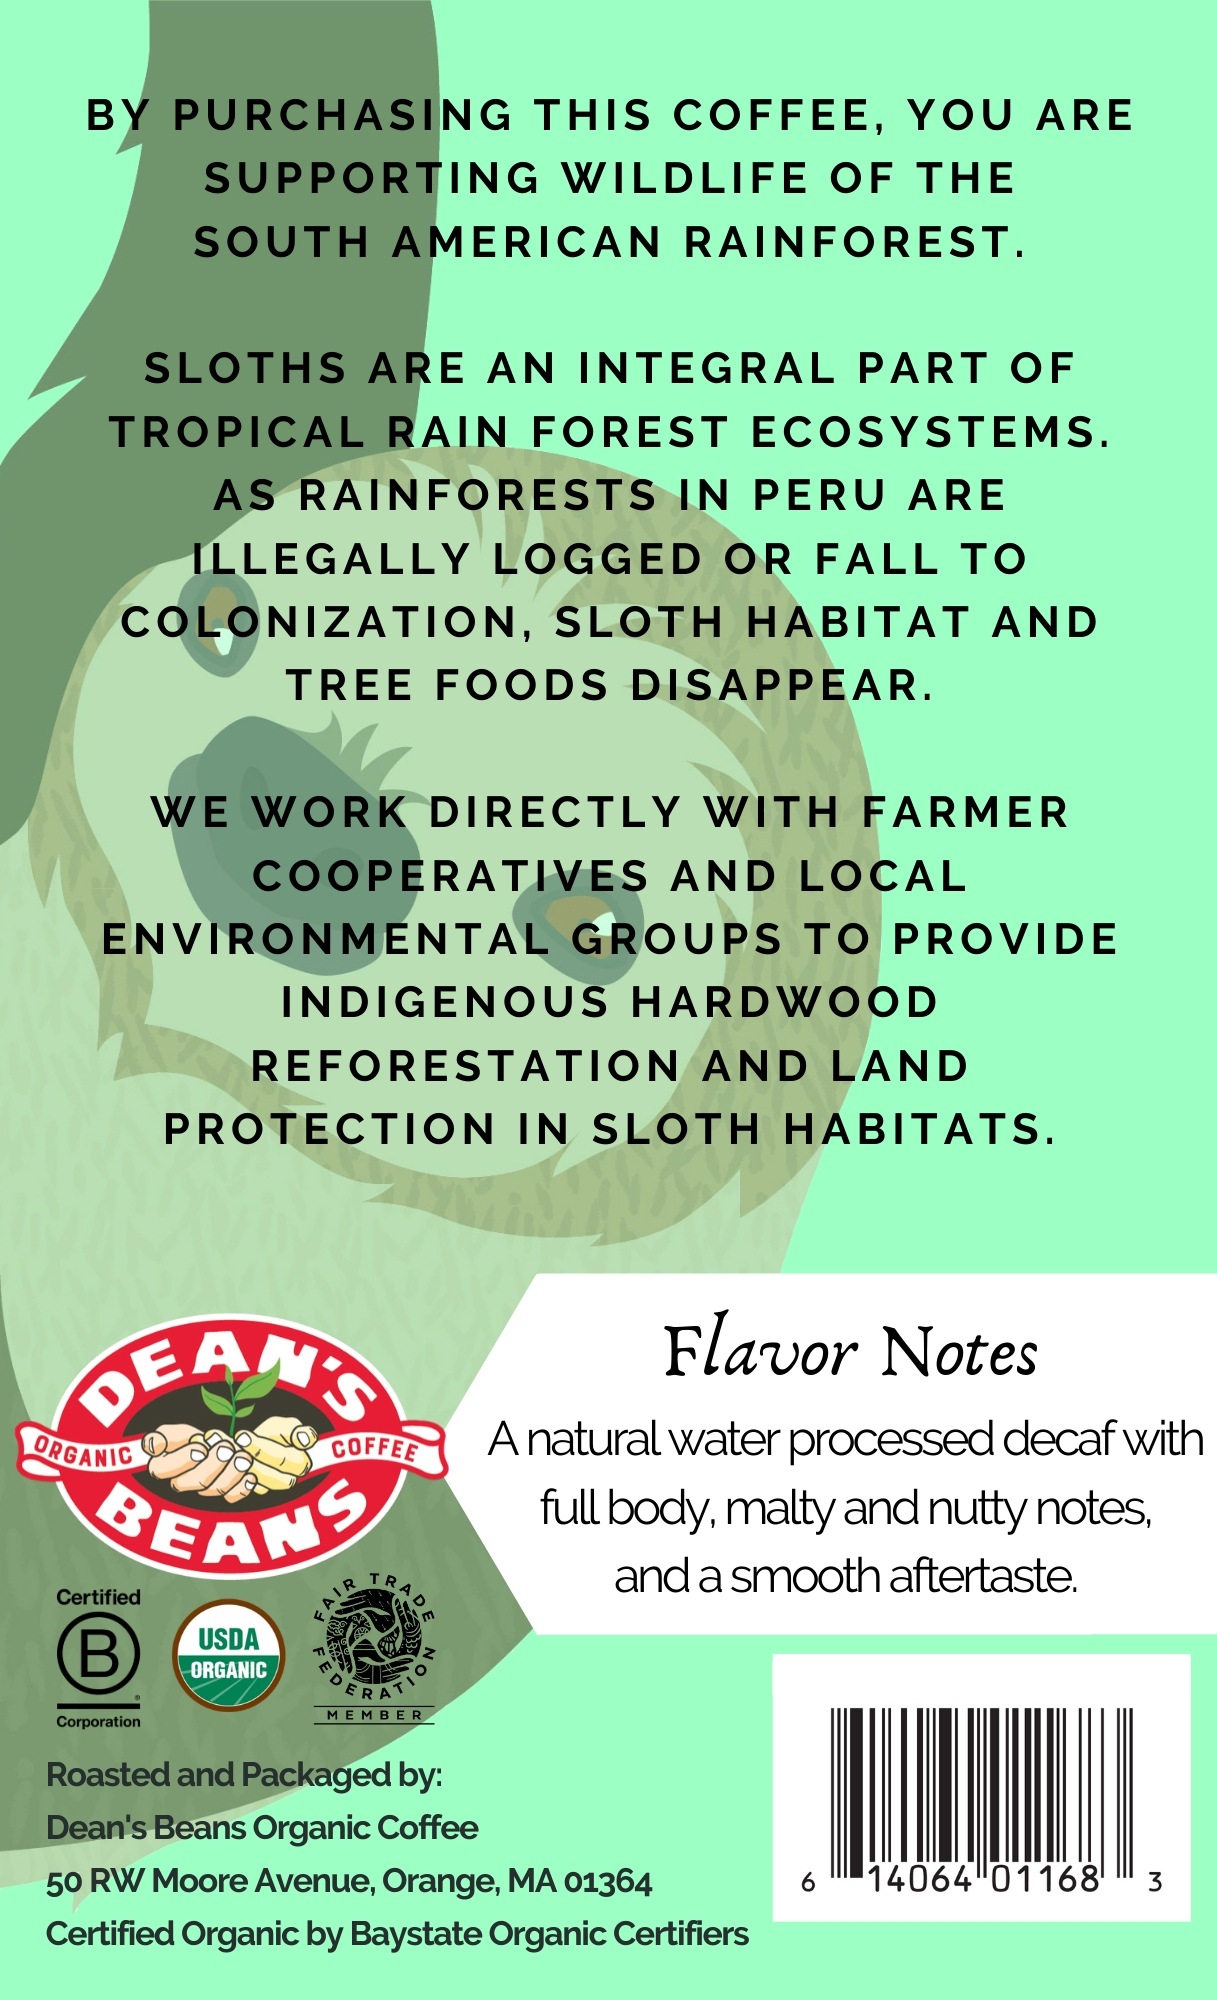 BY PURCHASING THIS COFFEE, YOU ARE
SUPPORTING WILDLIFE OF THE
SOUTH AMERICAN RAINFOREST.
SLOTHS ARE AN INTEGRAL PART OF
TROPICAL RAIN FOREST ECOSYSTEMS.
AS RAINFORESTS IN PERU ARE
ILLEGALLY LOGGED OR FALL TO
COLONIZATION, SLOTH HABITAT AND
TREE FOODS DISAPPEAR.
WE WORK DIRECTLY WITH FARMER
COOPERATIVES AND LOCAL
ENVIRONMENTAL GROUPS TO PROVIDE
INDIGENOUS HARDWOOD
REFORESTATION AND LAND
PROTECTION IN SLOTH HABITATS.
DEAN'S
ORGANIC COFFEE
BEANS
Flavor Notes
A natural water processed decaf with
full body, malty and nutty notes,
and a smooth aftertaste.
Certified
B
®
Corporation
USDA
ORGANIC
FAIR TRADE
FEDERATION
MEMBER
Roasted and Packaged by:
Dean's Beans Organic Coffee
50 RW Moore Avenue, Orange, MA 01364
Certified Organic by Baystate Organic Certifiers
6 14064 01168 3